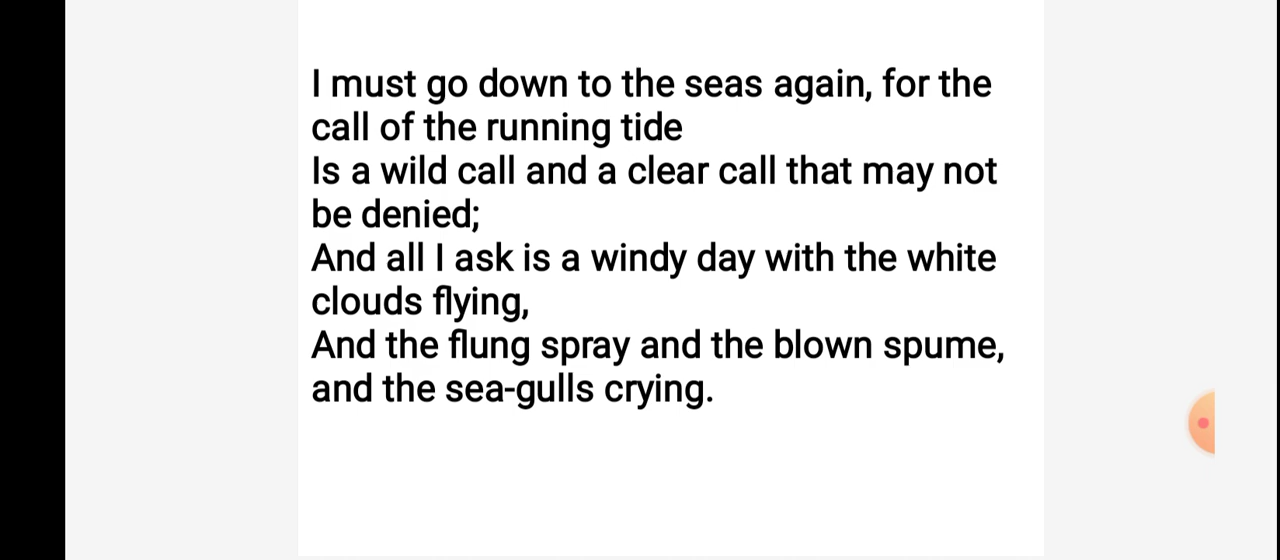 I must go down to the seas again, for the
call of the running tide
Is a wild call and a clear call that may not
be denied;
And all I ask is a windy day with the white
clouds flying,
And the flung spray and the blown spume,
and the sea-gulls crying.